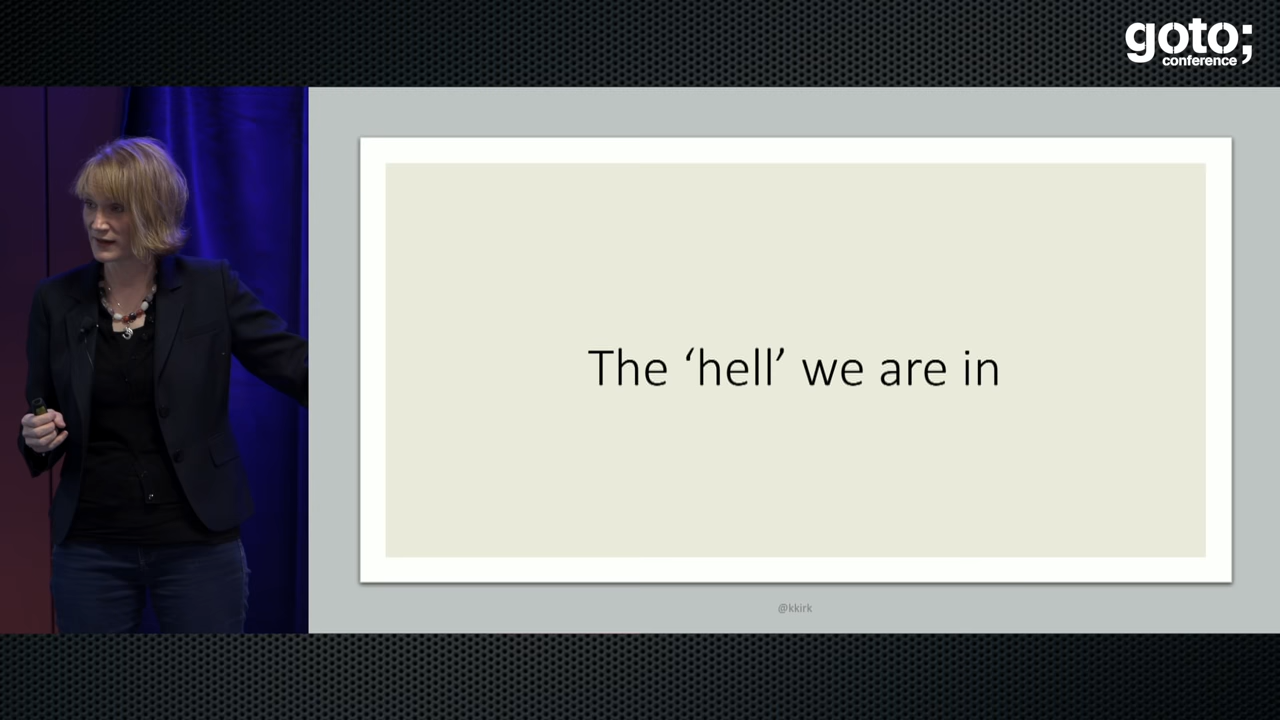 goto;
conference
The ‘hell’ we are in
@kkirk